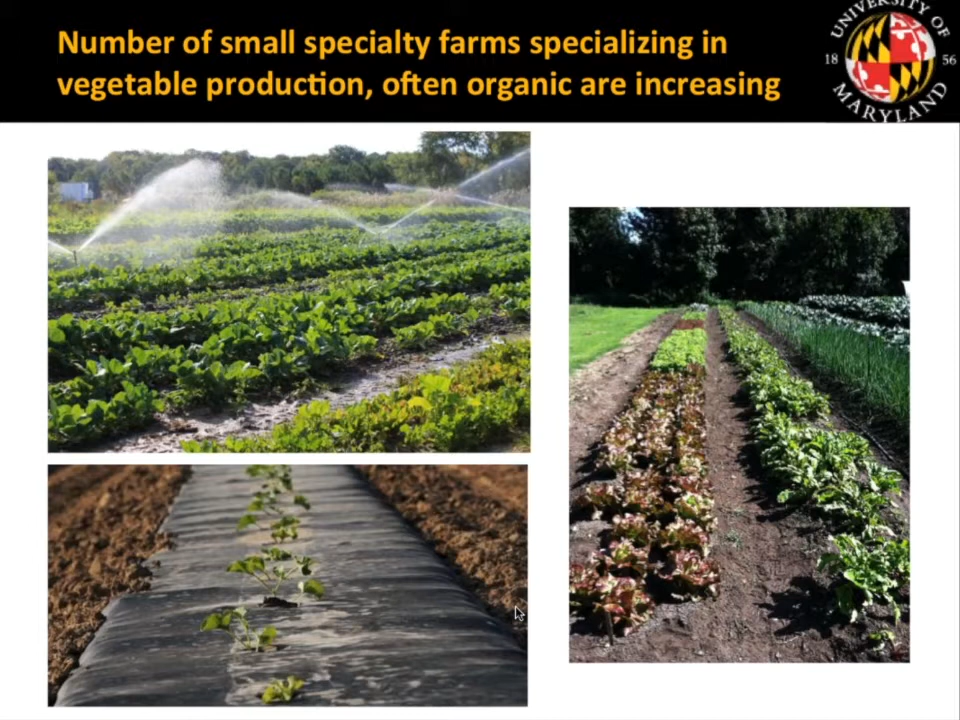 Number of small specialty farms specializing in
vegetable production, often organic are increasing
UNIVERSITY OF
18 56
MARYLAND